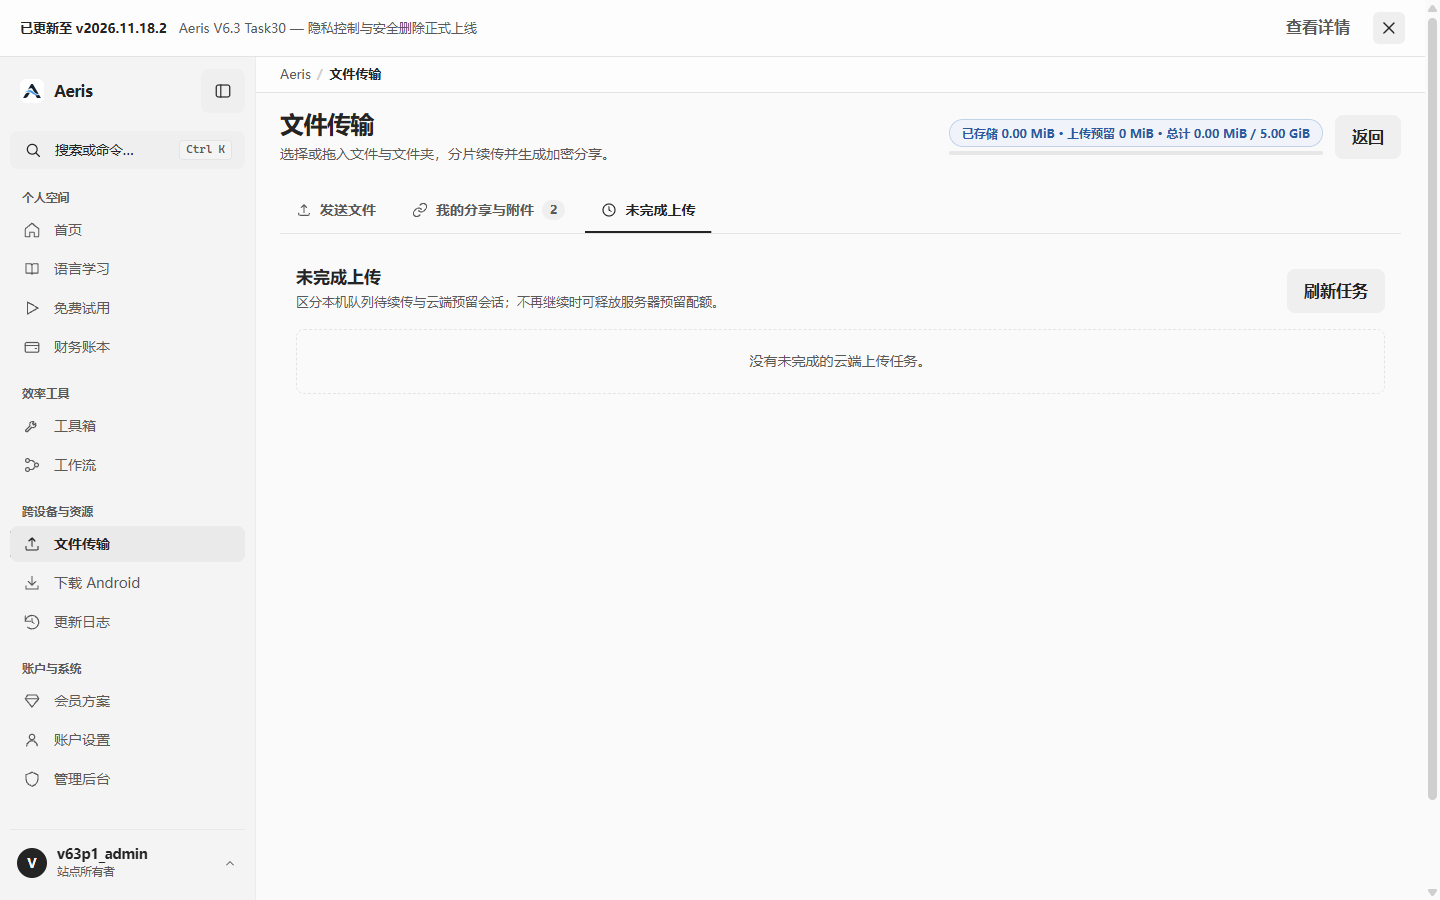 已更新至 v2026.11.18.2 Aeris V6.3 Task30 — 隐私控制与安全删除正式上线
查看详情
Aeris
搜索或命令... Ctrl K
个人空间
首页
语言学习
免费试用
财务账本
效率工具
工具箱
工作流
跨设备与资源
文件传输
下载 Android
更新日志
账户与系统
会员方案
账户设置
管理后台
V
v63p1_admin
站点所有者
Aeris / 文件传输
文件传输
选择或拖入文件与文件夹，分片续传并生成加密分享。
已存储 0.00 MiB • 上传预留 0 MiB • 总计 0.00 MiB / 5.00 GiB
返回
发送文件
我的分享与附件 2
未完成上传
未完成上传
区分本机队列待续传与云端预留会话；不再继续时可释放服务器预留配额。
刷新任务
没有未完成的云端上传任务。